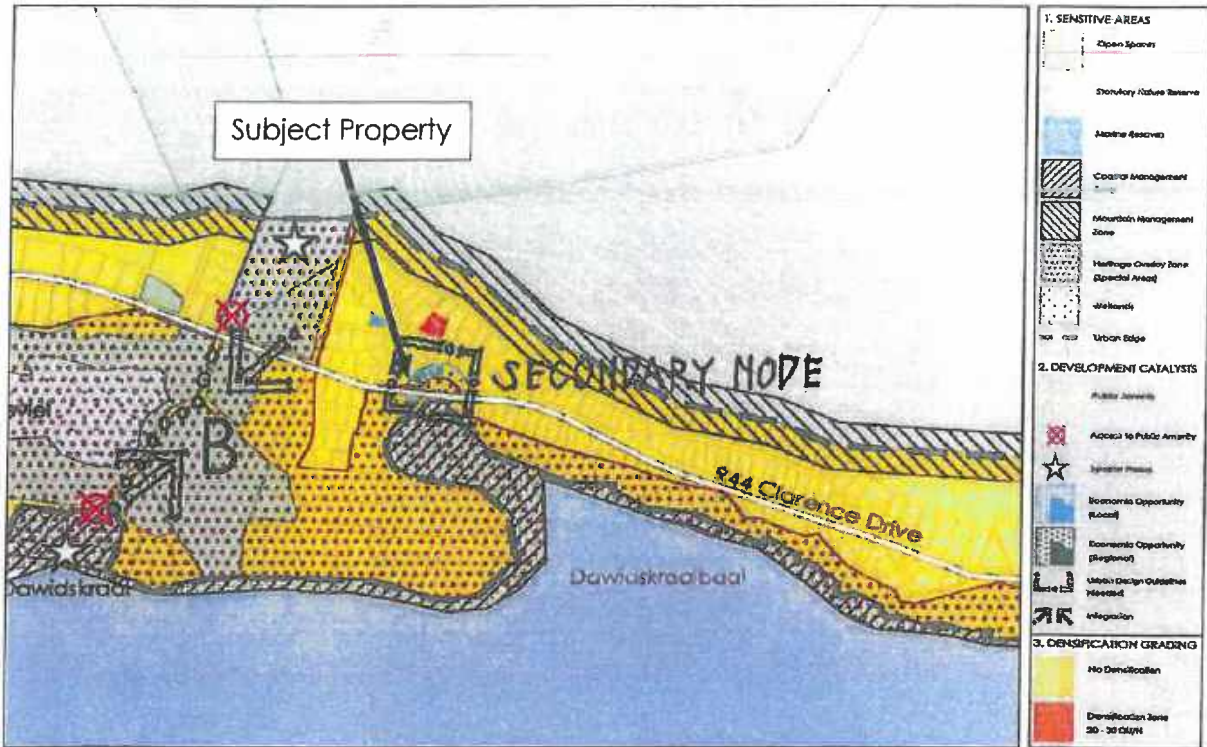 Subject Property
SECONDARY NODE
B
R44 Clarence Drive
Dawidskraalbaai
Dawidskraal
1. SENSITIVE AREAS
Open Spaces
Statutory Nature Reserve
Marine Reserves
Coastal Management
Mountain Management
Zone
Heritage Overlay Zone
(Special Areas)
Wetlands
Urban Edge
2. DEVELOPMENT CATALYSTS
Public Amenity
Access to Public Amenity
Special Places
Economic Opportunity
(Local)
Economic Opportunity
(Regional)
Urban Design Guidelines
Needed
Integration
3. DENSIFICATION GRADING
No Densification
Densification Zone